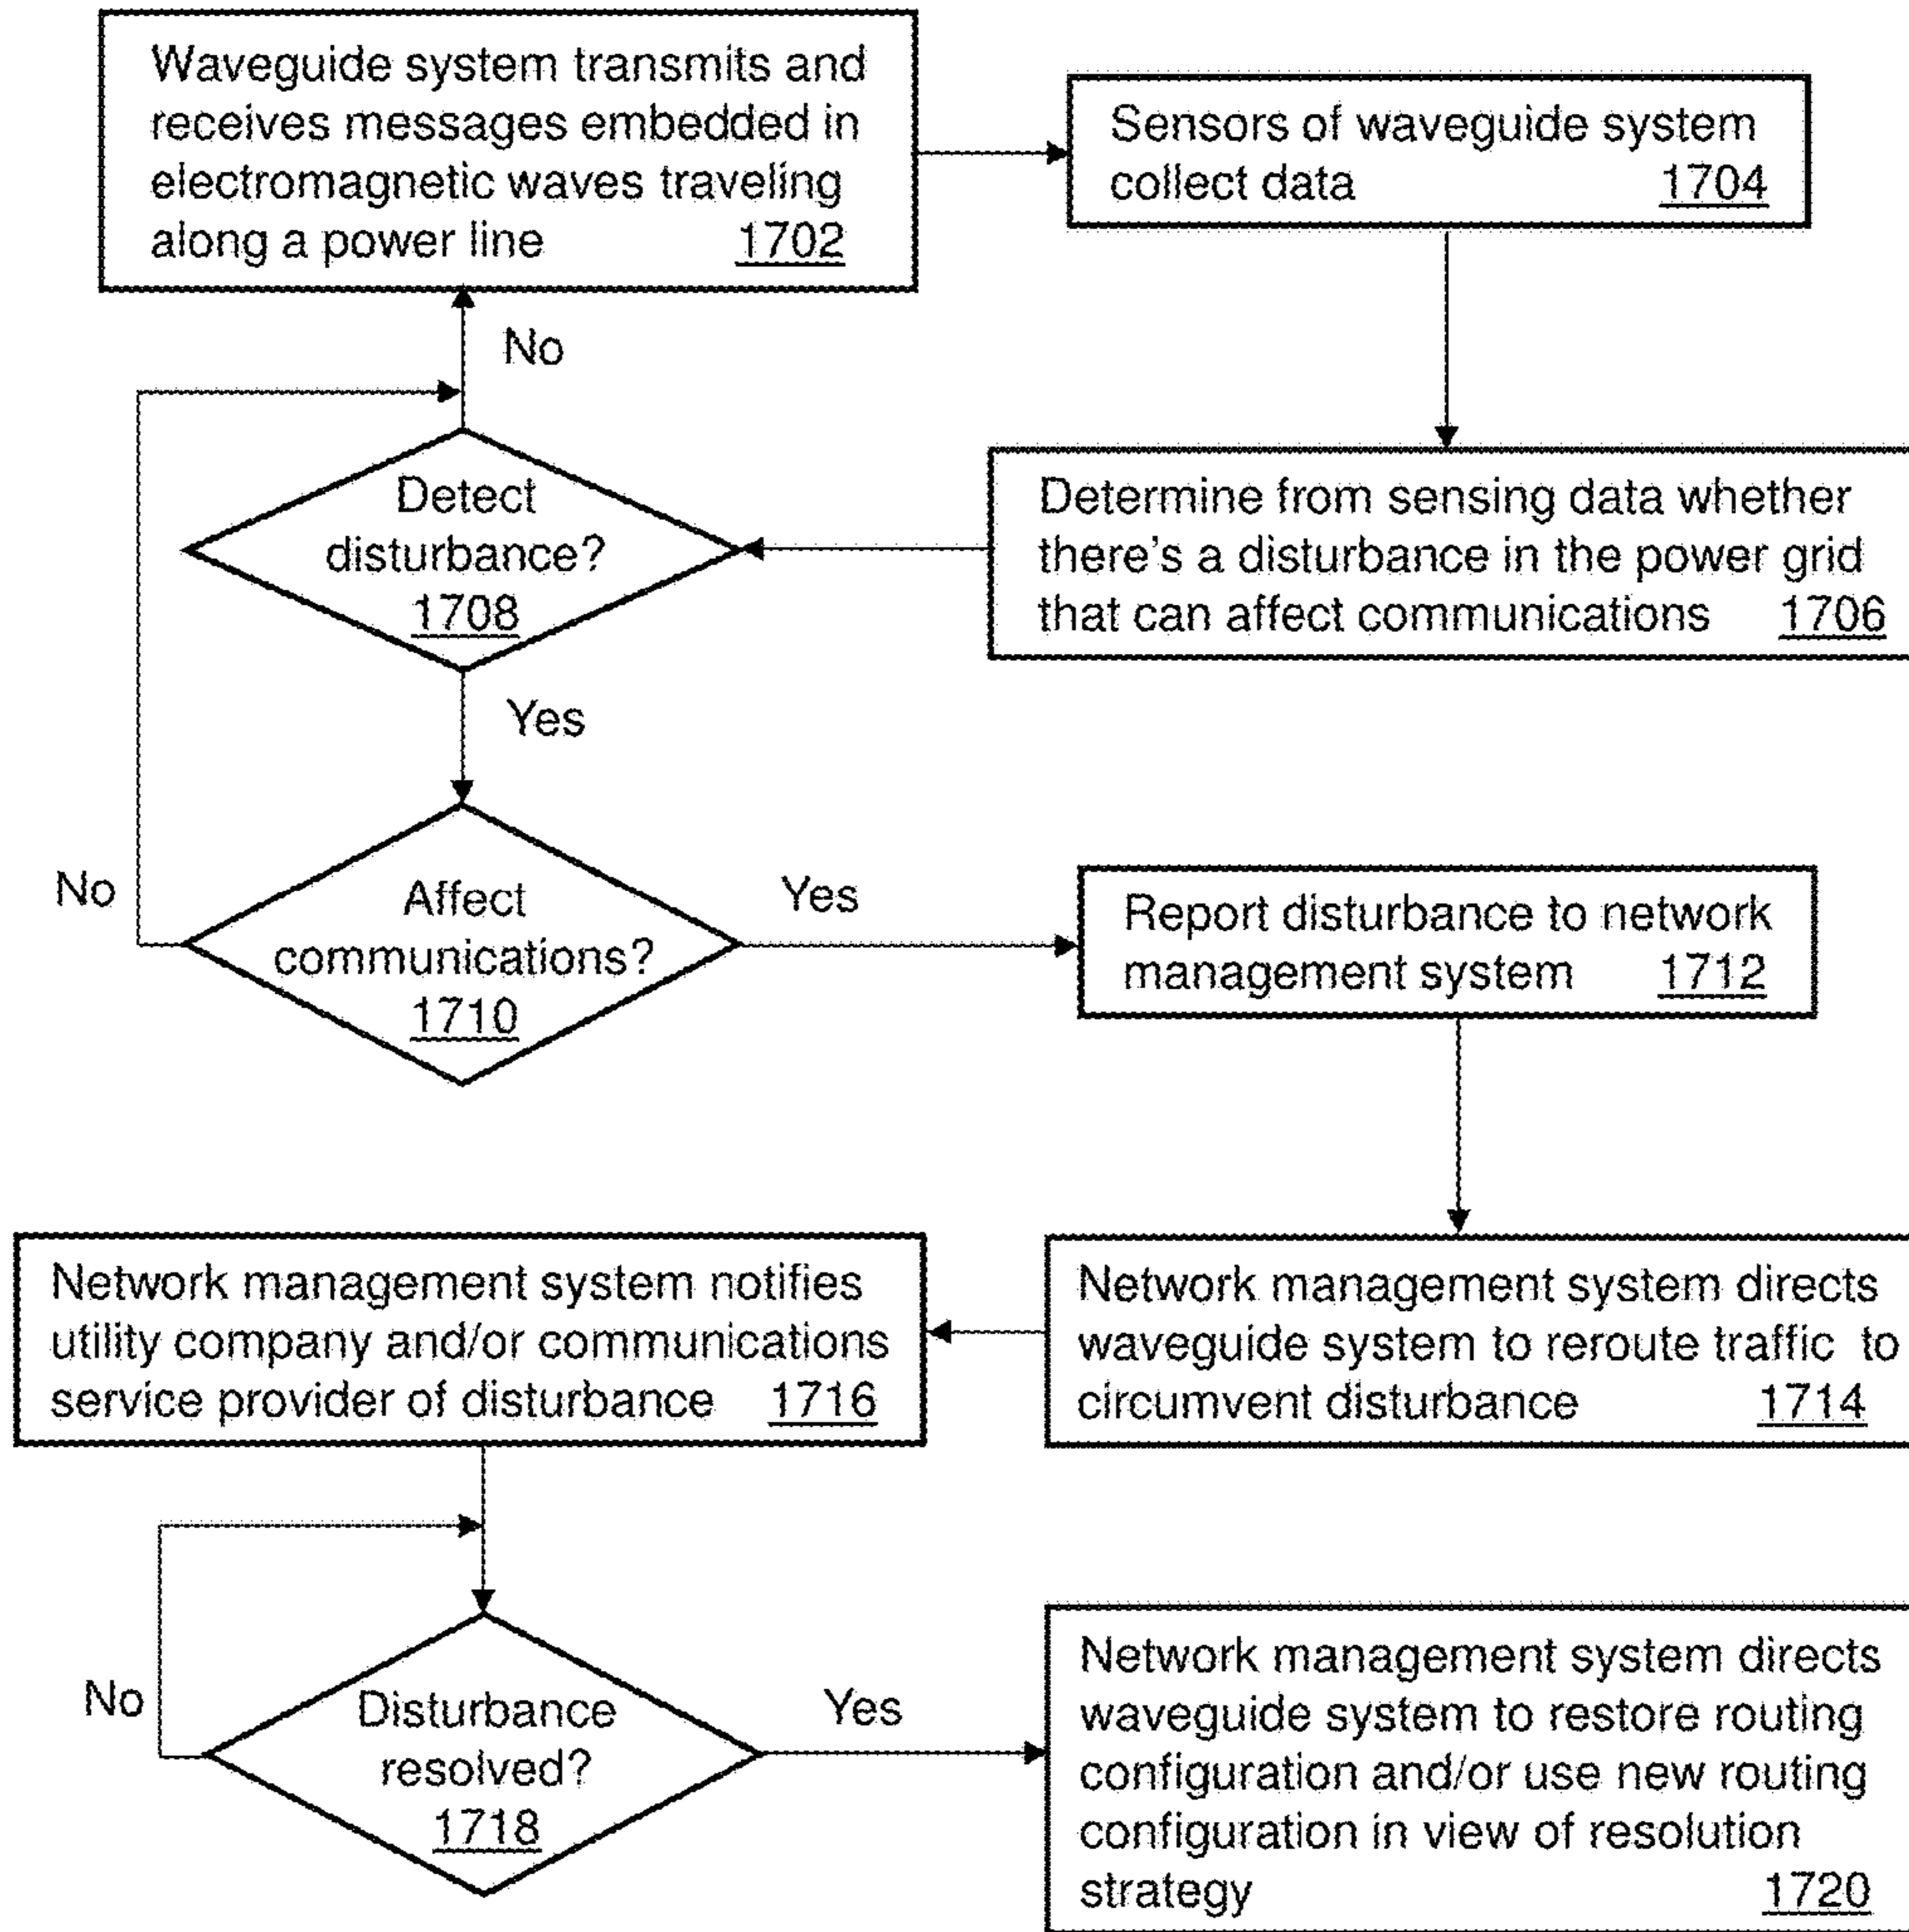 Waveguide system transmits and
receives messages embedded in
electromagnetic waves traveling
along a power line 1702
Sensors of waveguide system
collect data 1704
No
Detect
disturbance?
1708
Determine from sensing data whether
there's a disturbance in the power grid
that can affect communications 1706
Yes
No
Affect
communications?
1710
Yes
Report disturbance to network
management system 1712
Network management system notifies
utility company and/or communications
service provider of disturbance 1716
Network management system directs
waveguide system to reroute traffic to
circumvent disturbance 1714
No
Disturbance
resolved?
1718
Yes
Network management system directs
waveguide system to restore routing
configuration and/or use new routing
configuration in view of resolution
strategy 1720